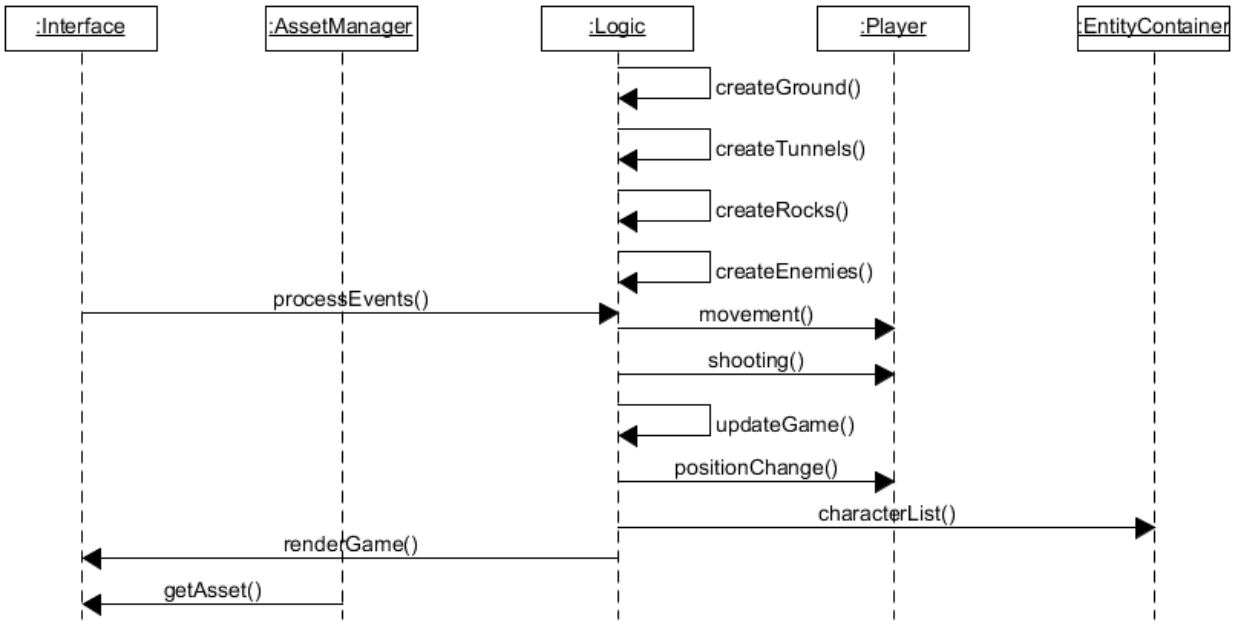 :Interface
:AssetManager
:Logic
:Player
:EntityContainer
createGround()
createTunnels()
createRocks()
createEnemies()
processEvents()
movement()
shooting()
updateGame()
positionChange()
characterList()
renderGame()
getAsset()